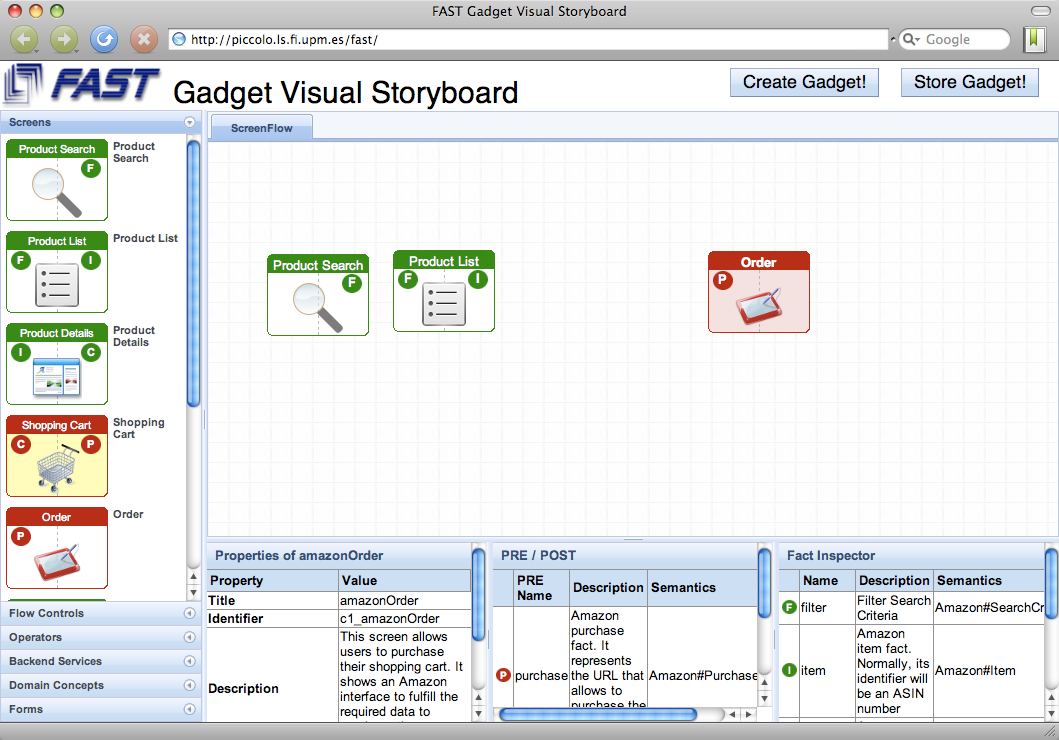 FAST Gadget Visual Storyboard
http://piccolo.ls.fi.upm.es/fast/
Google
FAST
Gadget Visual Storyboard
Create Gadget!
Store Gadget!
Screens
Product Search
F
Product
Search
Product List
F I
Product List
Product Details
I C
Product
Details
Shopping Cart
C P
Shopping
Cart
Order
P
Order
Flow Controls
Operators
Backend Services
Domain Concepts
Forms
ScreenFlow
Product Search
F
Product List
F I
Order
P
Properties of amazonOrder
Property Value
Title amazonOrder
Identifier c1_amazonOrder
Description
This screen allows
users to purchase
their shopping cart. It
shows an Amazon
interface to fulfill the
required data to
PRE / POST
PRE
Name
Description
Semantics
P
purchase
Amazon
purchase
fact. It
represents
the URL that
allows to
purchase the
Amazon#Purchase
Fact Inspector
Name Description Semantics
F filter
Filter Search
Criteria
Amazon#SearchCr
I item
Amazon
item fact.
Normally, its
identifier will
be an ASIN
number
Amazon#Item